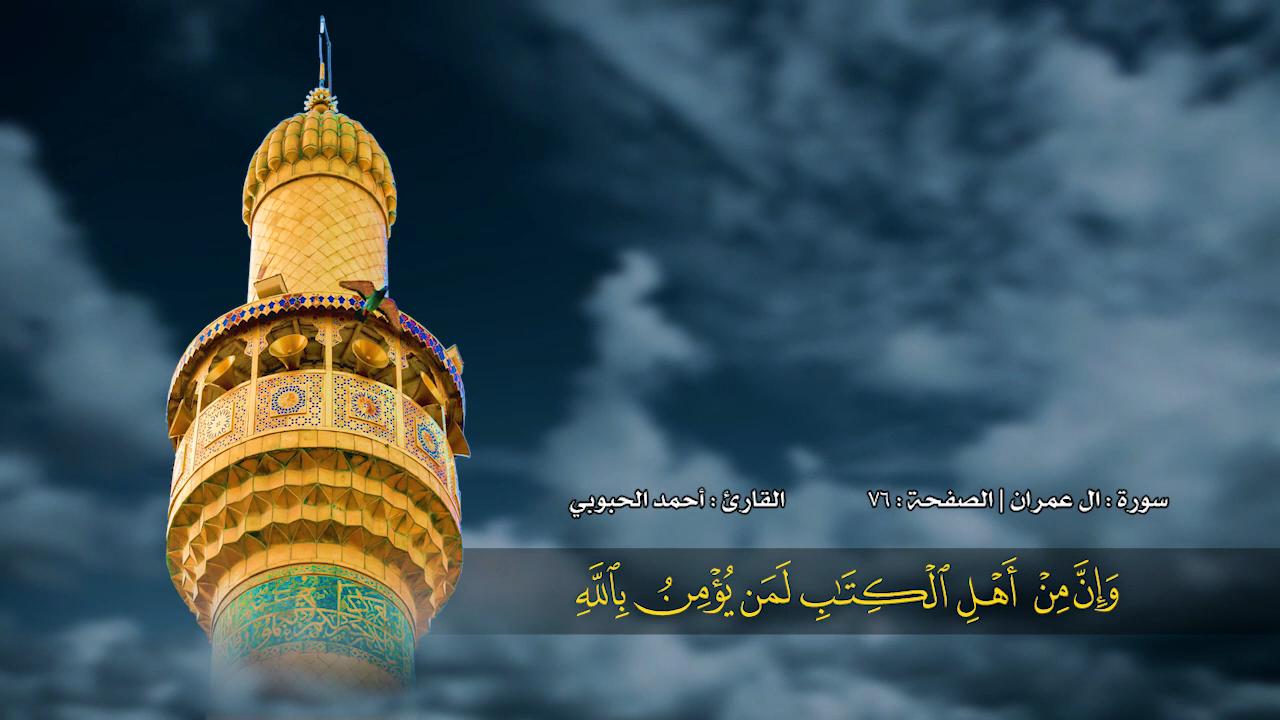 سورة : ال عمران | الصفحة : ٧٦
القارئ : أحمد الحبوبي
وَإِنَّ مِنْ أَهْلِ ٱلْكِتَٰبِ لَمَن يُؤْمِنُ بِٱللَّهِ